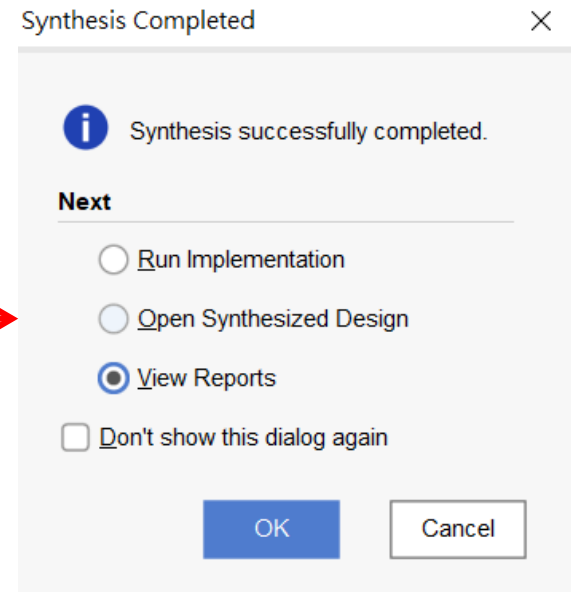 Synthesis Completed
Synthesis successfully completed.
Next
Run Implementation
Open Synthesized Design
View Reports
Don't show this dialog again
OK
Cancel